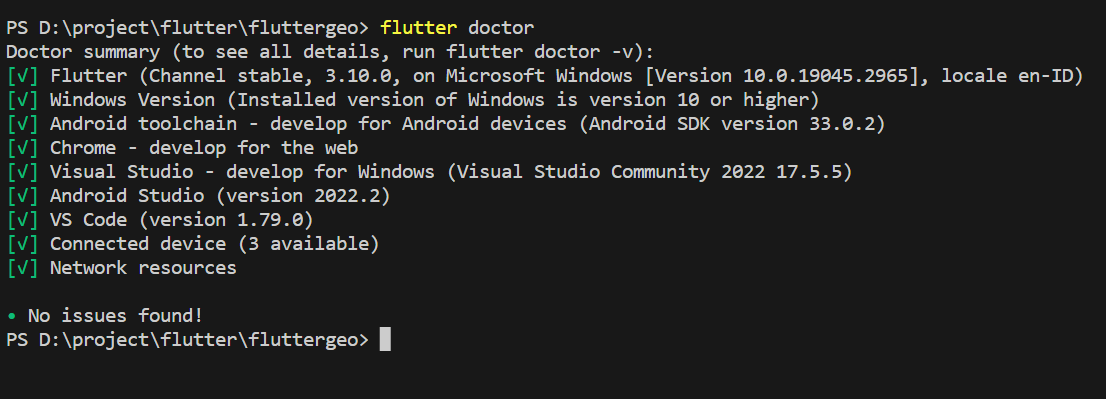 PS D:\project\flutter\fluttergeo> flutter doctor
Doctor summary (to see all details, run flutter doctor -v):
[√] Flutter (Channel stable, 3.10.0, on Microsoft Windows [Version 10.0.19045.2965], locale en-ID)
[√] Windows Version (Installed version of Windows is version 10 or higher)
[√] Android toolchain - develop for Android devices (Android SDK version 33.0.2)
[√] Chrome - develop for the web
[√] Visual Studio - develop for Windows (Visual Studio Community 2022 17.5.5)
[√] Android Studio (version 2022.2)
[√] VS Code (version 1.79.0)
[√] Connected device (3 available)
[√] Network resources
• No issues found!
PS D:\project\flutter\fluttergeo>